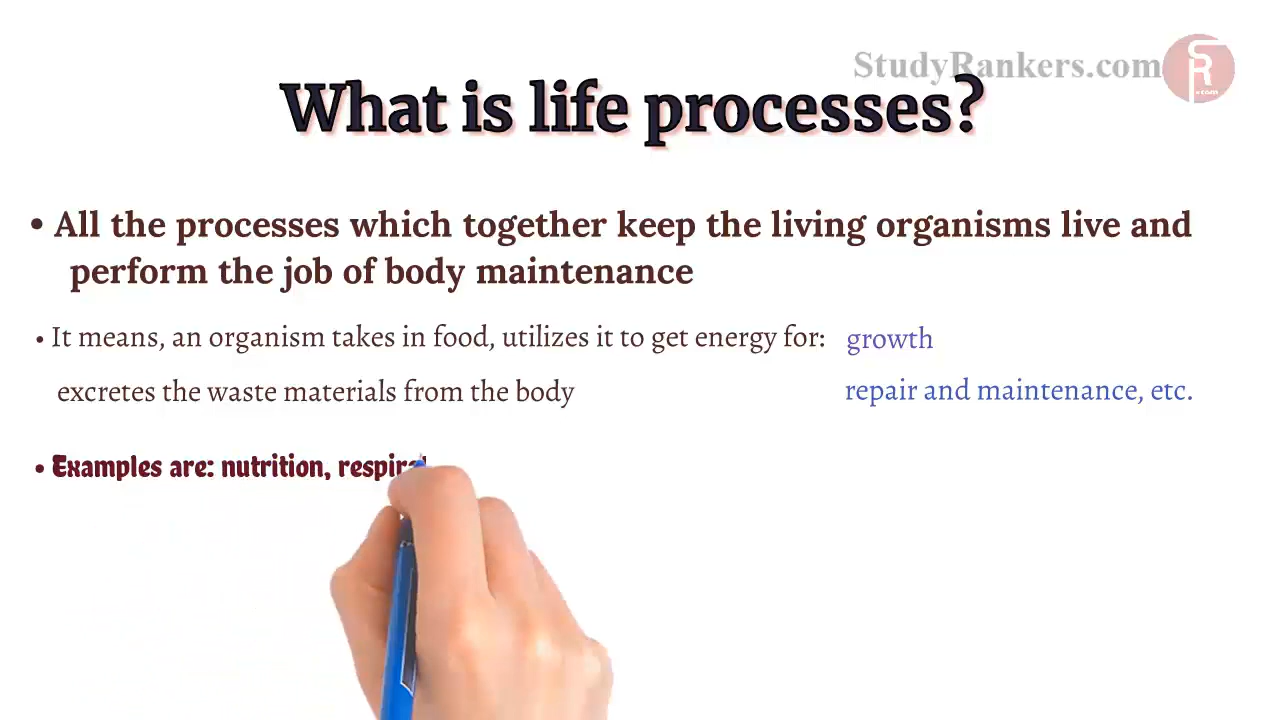 StudyRankers.com
SR
.com
What is life processes?
• All the processes which together keep the living organisms live and
perform the job of body maintenance
• It means, an organism takes in food, utilizes it to get energy for: growth
excretes the waste materials from the body repair and maintenance, etc.
• Examples are: nutrition,